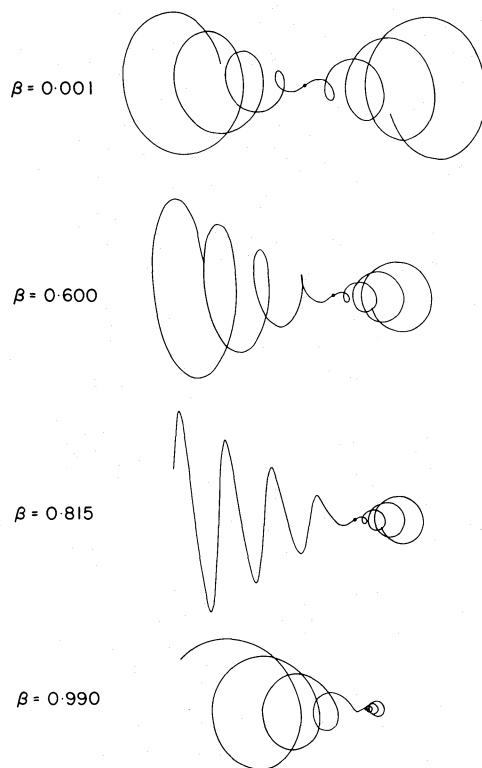 β = 0·001
β = 0·600
β = 0·815
β = 0·990